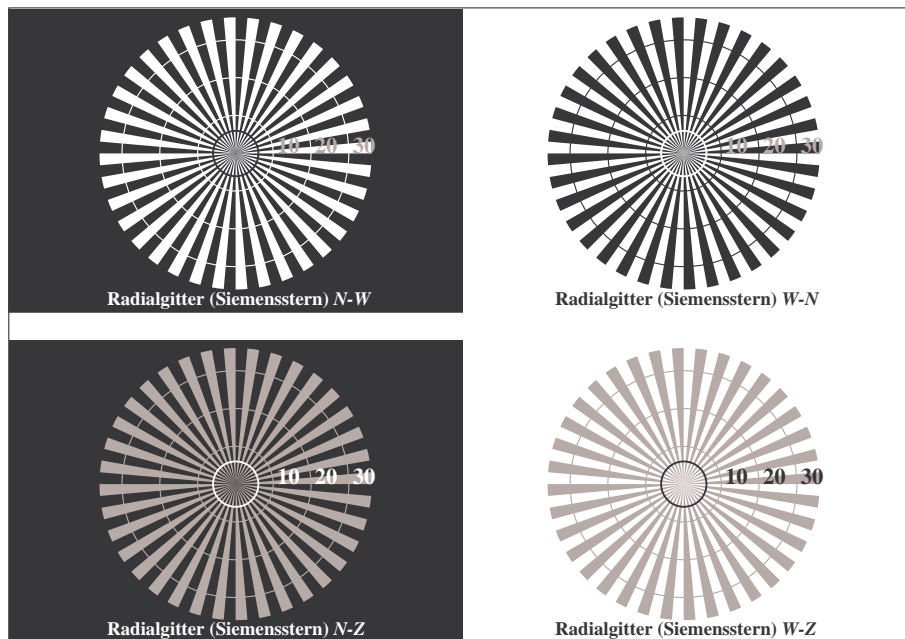 10 20 30
Radialgitter (Siemensstern) N-W
10 20 30
Radialgitter (Siemensstern) W-N
10 20 30
Radialgitter (Siemensstern) N-Z
10 20 30
Radialgitter (Siemensstern) W-Z